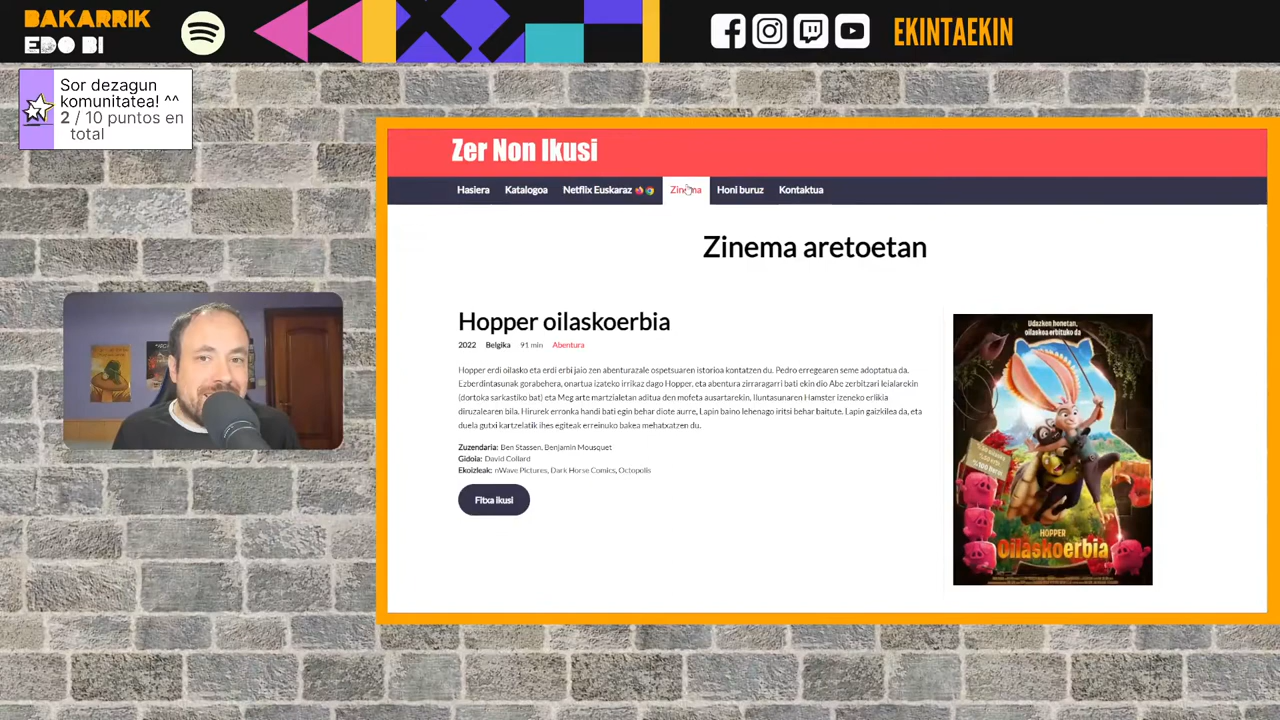 BAKARRIK
EDO BI
EKINTAEKIN
Sor dezagun
komunitatea! ^^
2 / 10 puntos en
total
Zer Non Ikusi
Hasiera Katalogoa Netflix Euskaraz Zinema Honi buruz Kontaktua
Zinema aretoetan
Hopper oilaskoerbia
2022 Belgika 91 min Abentura
Hopper erdi oilasko eta erdi erbi jaio zen abenturazale ospetsuaren istorioa kontatzen du. Pedro erregearen seme adoptatua da.
Ezberdintasunak gorabehera, onartua izateko irrikaz dago Hopper, eta abentura zirraragarri bati ekin dio Abe zerbitzari leialarekin
(dortoka sarkastiko bat) eta Meg arte martzialetan aditua den mofeta ausartarekin, Iluntasunaren Hamster izeneko erlikia
diruzalearen bila. Hirurek erronka handi bati egin behar diote aurre, Lapin baino lehenago iritsi behar baitute. Lapin gaizkilea da, eta
duela gutxi kartzelatik ihes egiteak erreinuko bakea mehatxatzen du.
Zuzendaria: Ben Stassen, Benjamin Mousquet
Gidoia: David Collard
Ekoizleak: nWave Pictures, Dark Horse Comics, Octopolis
Fitxa ikusi
Udazken honetan,
oilaskoa erbituko da
HOPPER
Oilaskoerbia